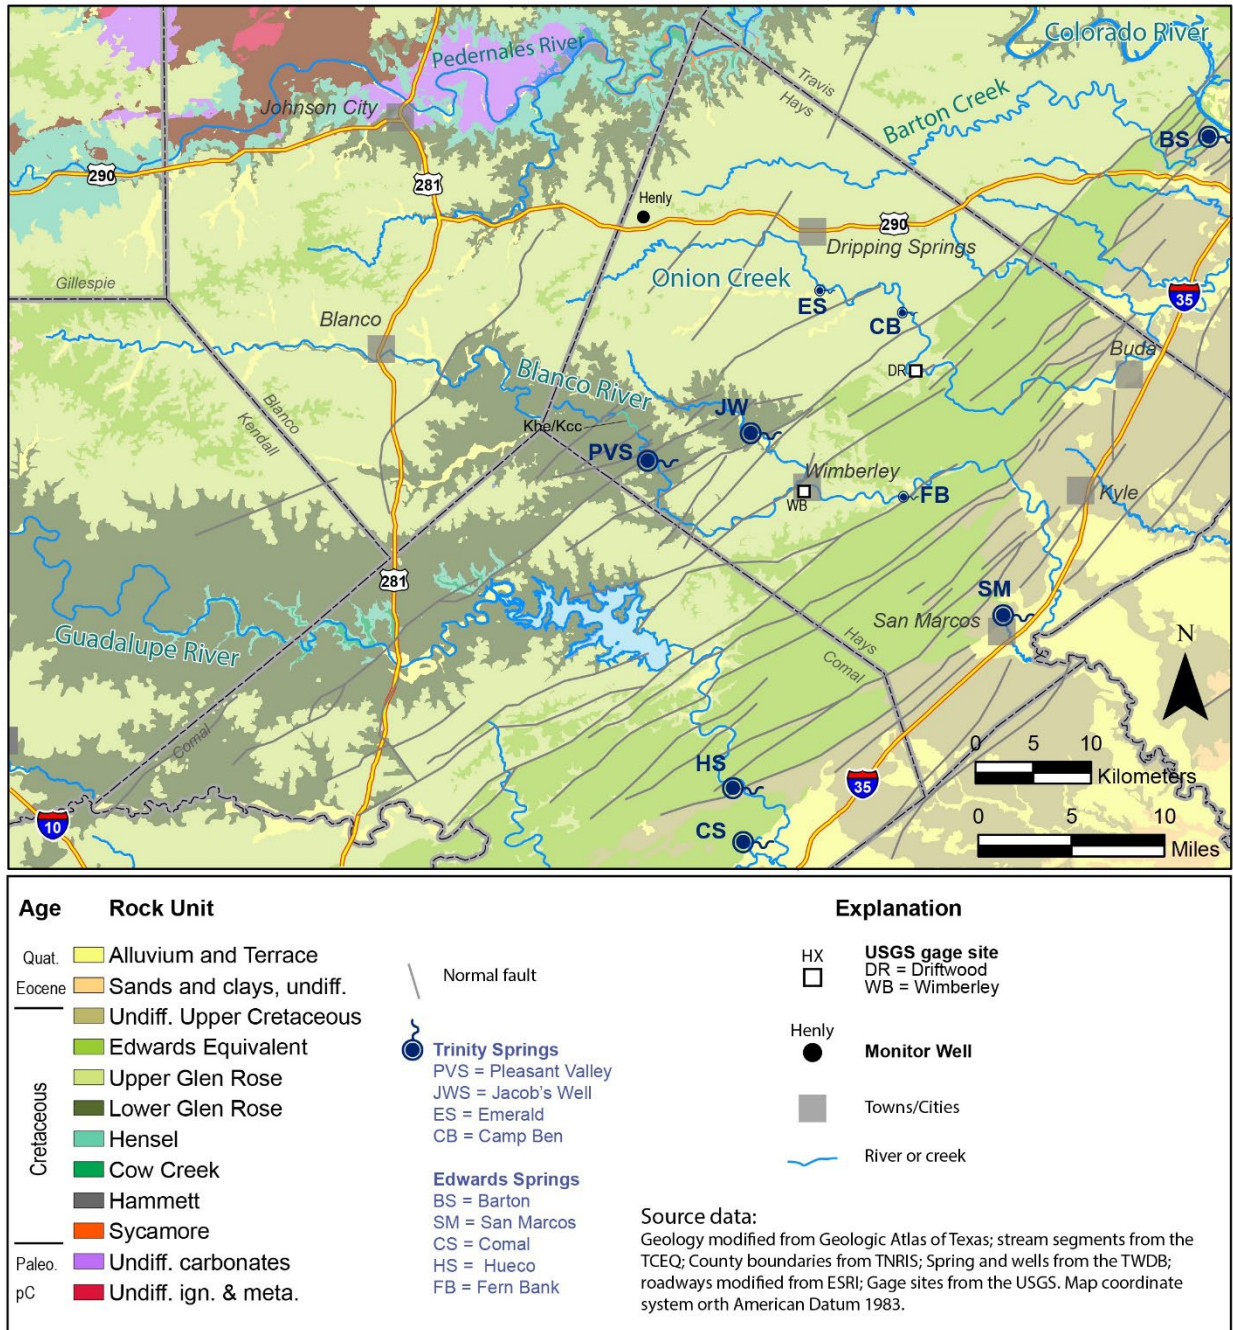 Colorado River
Pedernales River
Travis
Hays
Barton Creek
Johnson City
BS
290
281
Henly
290
Dripping Springs
Onion Creek
Gillespie
ES
35
CB
Blanco
Buda
Blanco River
DR
Blanco
Kendall
JW
Khe/Kcc
PVS
Wimberley
WB
FB
Kyle
281
SM
San Marcos
Guadalupe River
Hays
Comal
N
Comal
0 5 10
Kilometers
HS
35
10
CS
0 5 10
Miles
Age Rock Unit
Quat. Alluvium and Terrace
Eocene Sands and clays, undiff.
Cretaceous
Undiff. Upper Cretaceous
Edwards Equivalent
Upper Glen Rose
Lower Glen Rose
Hensel
Cow Creek
Hammett
Sycamore
Paleo. Undiff. carbonates
pC Undiff. ign. & meta.
Normal fault
Trinity Springs
PVS = Pleasant Valley
JWS = Jacob's Well
ES = Emerald
CB = Camp Ben
Edwards Springs
BS = Barton
SM = San Marcos
CS = Comal
HS = Hueco
FB = Fern Bank
Explanation
HX USGS gage site
DR = Driftwood
WB = Wimberley
Henly
Monitor Well
Towns/Cities
River or creek
Source data:
Geology modified from Geologic Atlas of Texas; stream segments from the
TCEQ; County boundaries from TNRIS; Spring and wells from the TWDB;
roadways modified from ESRI; Gage sites from the USGS. Map coordinate
system orth American Datum 1983.